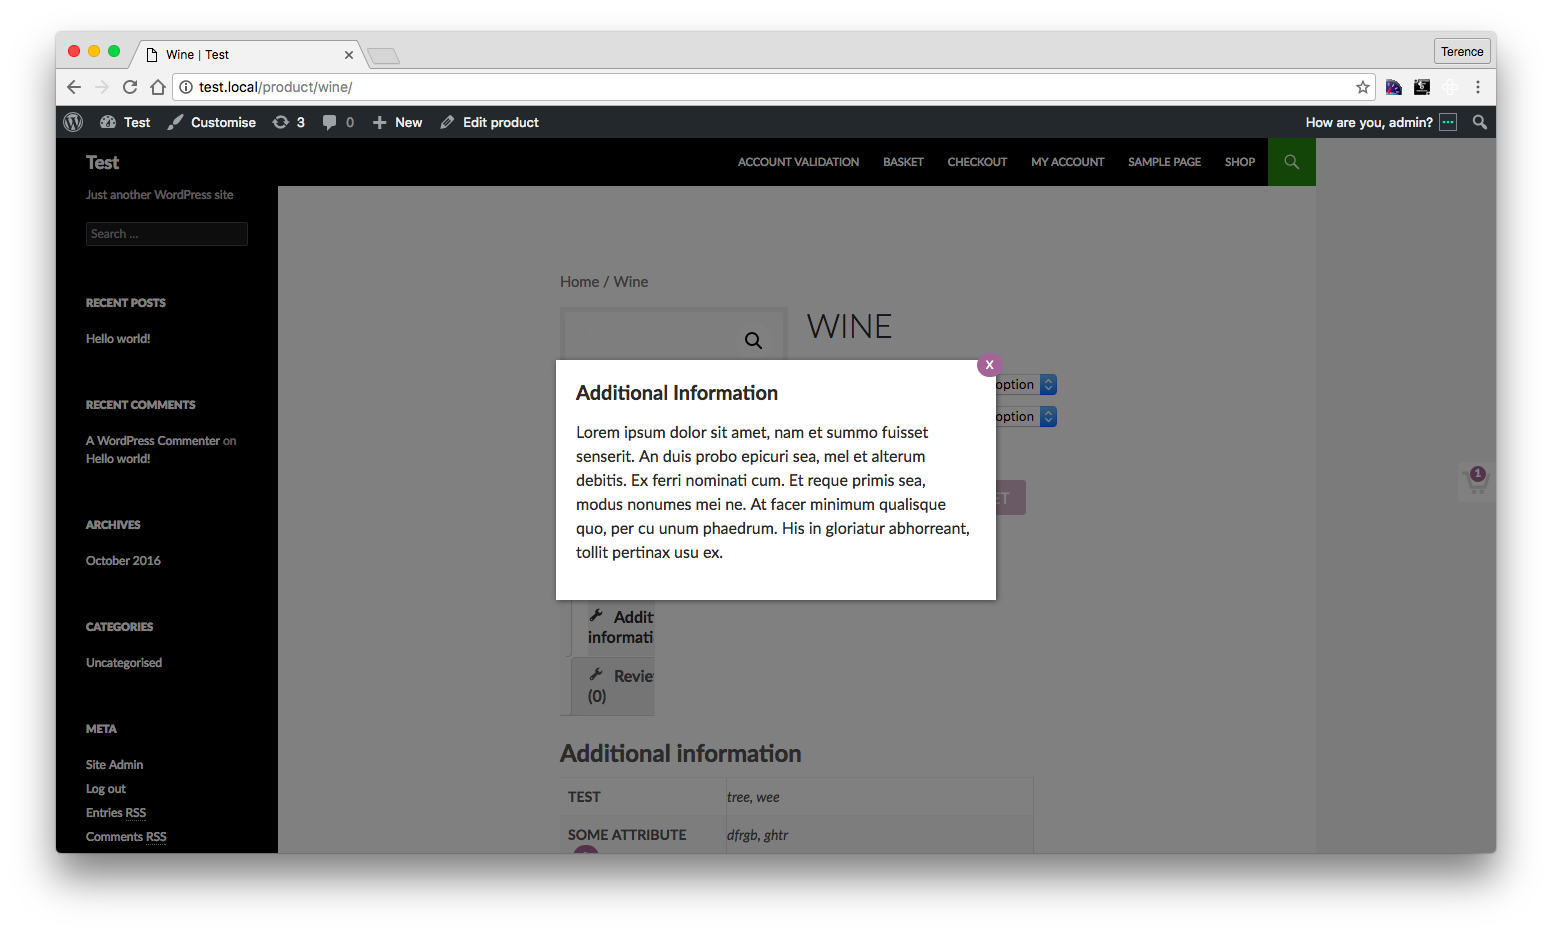 Wine | Test
Terence
test.local/product/wine/
Test
Customise
3
0
New
Edit product
How are you, admin?
Test
ACCOUNT VALIDATION
BASKET
CHECKOUT
MY ACCOUNT
SAMPLE PAGE
SHOP
Just another WordPress site
Search ...
RECENT POSTS
Hello world!
RECENT COMMENTS
A WordPress Commenter on
Hello world!
ARCHIVES
October 2016
CATEGORIES
Uncategorised
META
Site Admin
Log out
Entries RSS
Comments RSS
Home / Wine
WINE
option
option
ET
1
X
Additional Information
Lorem ipsum dolor sit amet, nam et summo fuisset
senserit. An duis probo epicuri sea, mel et alterum
debitis. Ex ferri nominati cum. Et reque primis sea,
modus nonumes mei ne. At facer minimum qualisque
quo, per cu unum phaedrum. His in gloriatur abhorreant,
tollit pertinax usu ex.
Addit
informati
Revie
(0)
Additional information
TEST
tree, wee
SOME ATTRIBUTE
dfrgb, ghtr